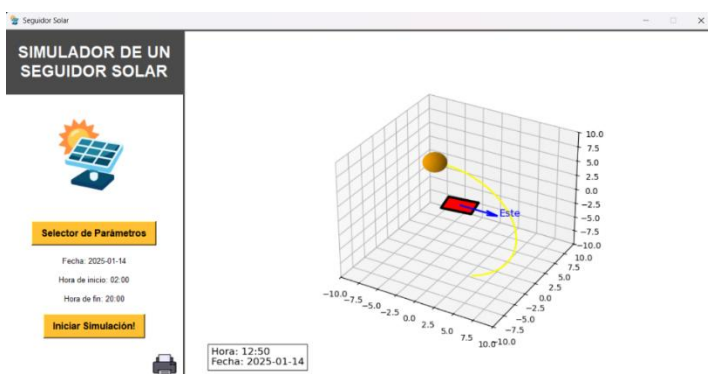 Seguidor Solar
SIMULADOR DE UN
SEGUIDOR SOLAR
Selector de Parámetros
Fecha: 2025-01-14
Hora de inicio: 02:00
Hora de fin: 20:00
Iniciar Simulación!
Este
10.0
7.5
5.0
2.5
0.0
−2.5
−5.0
−7.5
−10.0
10.0
7.5
5.0
2.5
0.0
−2.5
−5.0
−7.5
−10.0
−10.0
−7.5
−5.0
−2.5
0.0
2.5
5.0
7.5
10.0
Hora: 12:50
Fecha: 2025-01-14